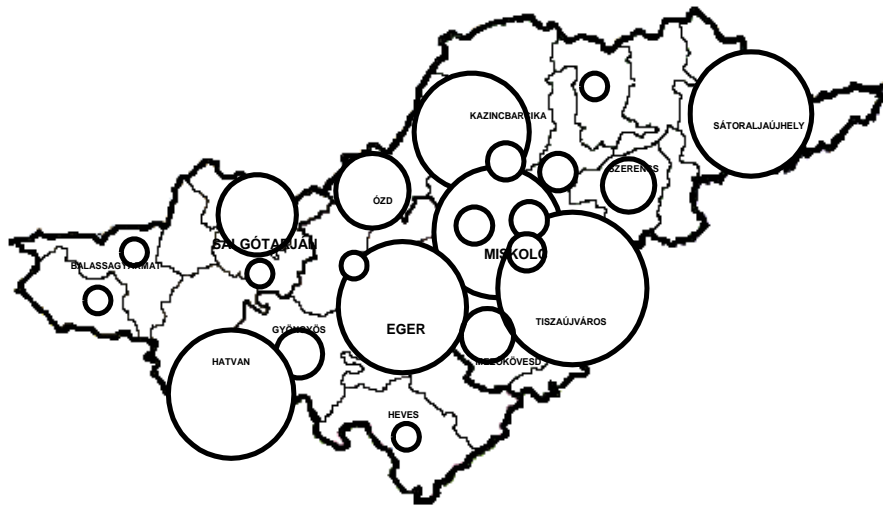 KAZINCBARCIKA
SÁTORALJAÚJHELY
SZERENCS
ÓZD
SALGÓTARJÁN
MISKOLC
BALASSAGYARMAT
TISZAÚJVÁROS
GYÖNGYÖS
EGER
HATVAN
MEZŐKÖVESD
HEVES